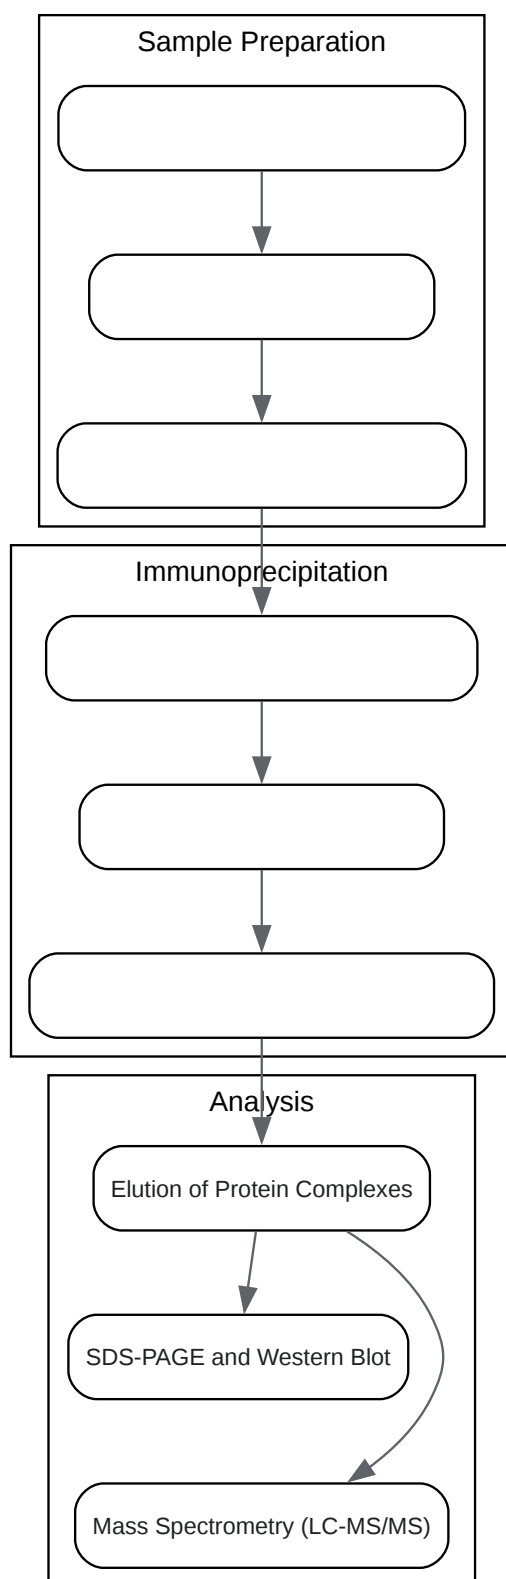 Sample Preparation
Immunoprecipitation
Analysis
Elution of Protein Complexes
SDS-PAGE and Western Blot
Mass Spectrometry (LC-MS/MS)